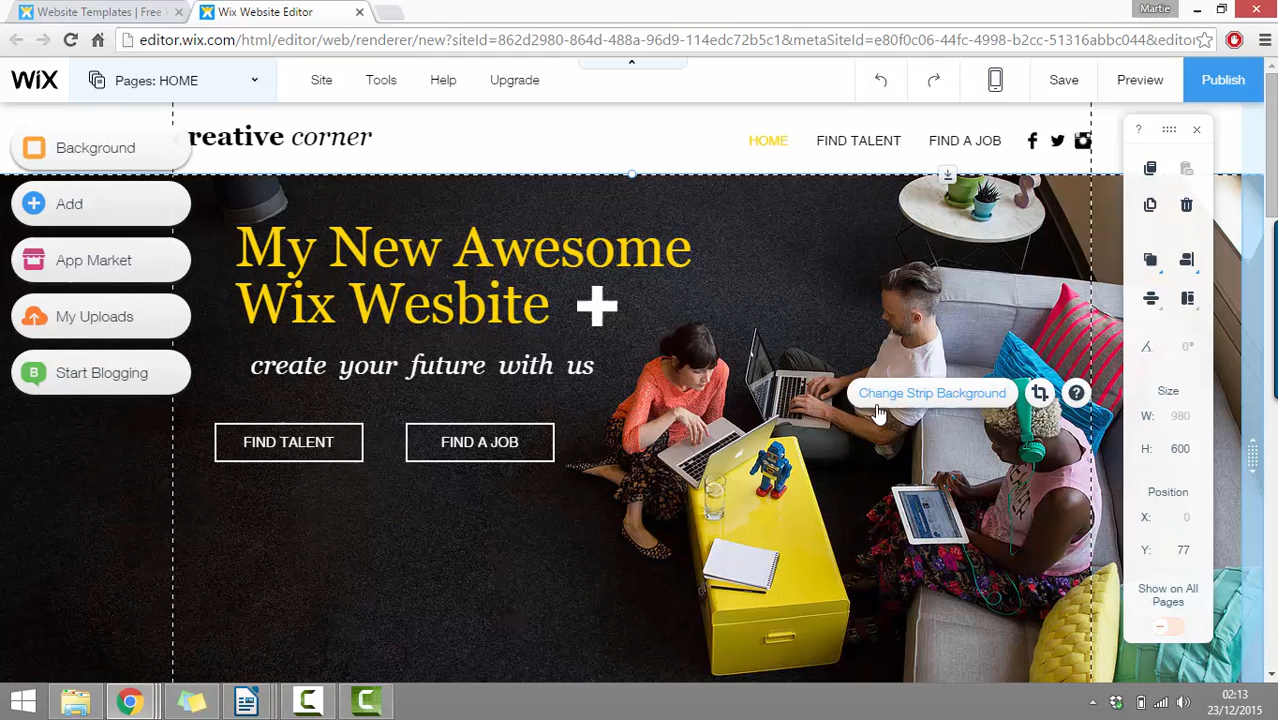 Website Templates | Free
Wix Website Editor
Martie
editor.wix.com/html/editor/web/renderer/new?siteId=862d2980-864d-488a-96d9-114edc72b5c1&metaSiteId=e80f0c06-44fc-4998-b2cc-51316abbc044&editor
WiX
Pages: HOME
Site
Tools
Help
Upgrade
Save
Preview
Publish
reative corner
HOME
FIND TALENT
FIND A JOB
Background
Add
App Market
My Uploads
Start Blogging
My New Awesome
Wix Wesbite
create your future with us
FIND TALENT
FIND A JOB
Change Strip Background
?
?
0°
Size
W: 980
H: 600
Position
X: 0
Y: 77
Show on All
Pages
02:13
23/12/2015